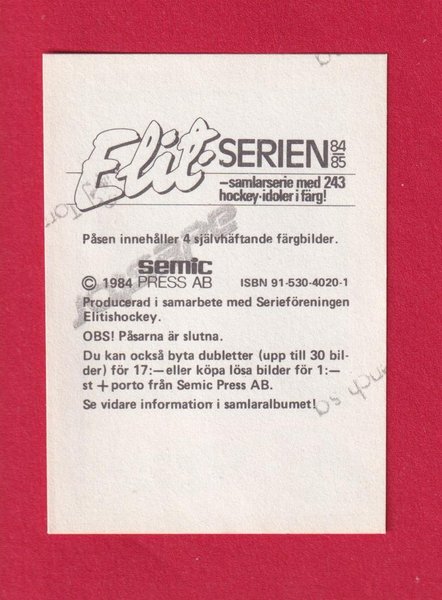 Elit-SERIEN 84/85
–samlarserie med 243
hockey-idoler i färg!
Påsen innehåller 4 självhäftande färgbilder.
semic
© 1984 PRESS AB ISBN 91-530-4020-1
Producerad i samarbete med Serieföreningen
Elitishockey.
OBS! Påsarna är slutna.
Du kan också byta dubletter (upp till 30 bil-
der) för 17:— eller köpa lösa bilder för 1:—
st + porto från Semic Press AB.
Se vidare information i samlaralbumet!